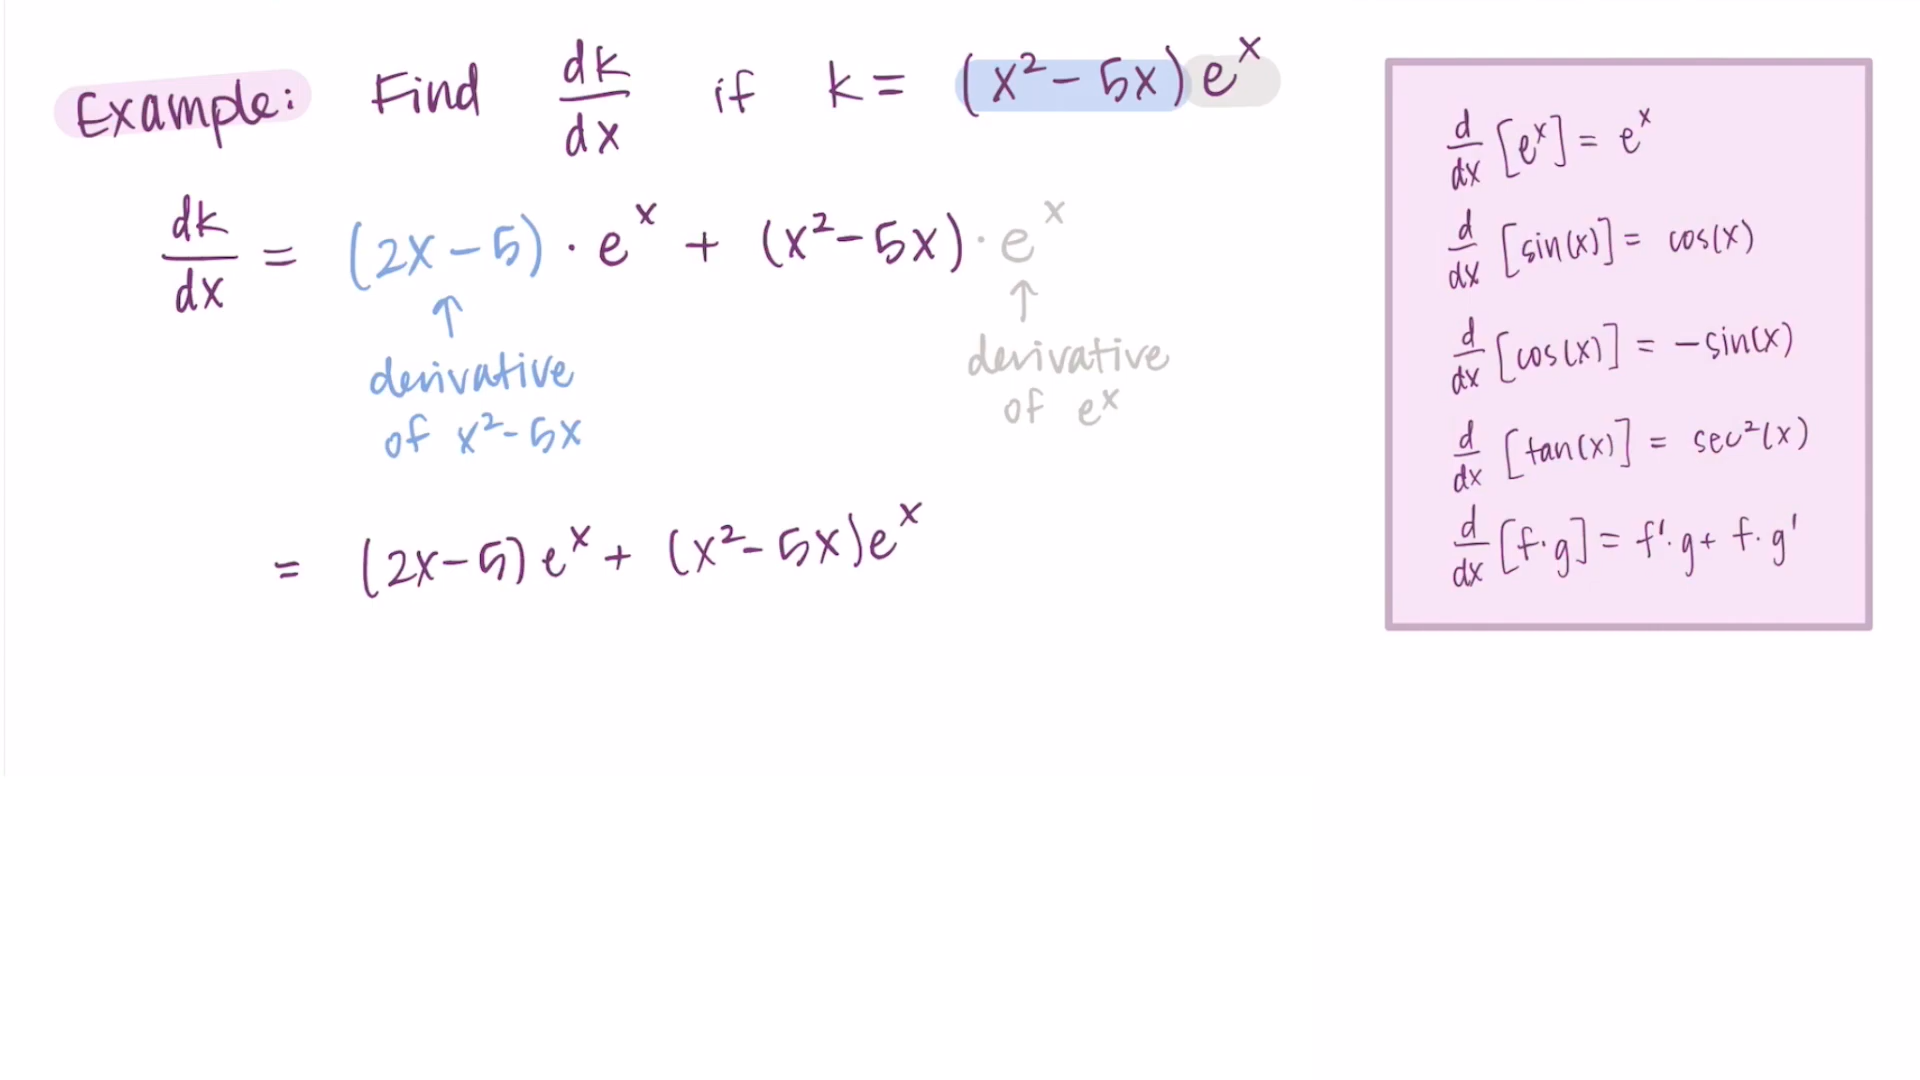 Example: Find dk/dx if k = (x² - 5x) eˣ
dk/dx = (2x - 5) · eˣ + (x² - 5x) · eˣ
↑ ↑
derivative of x² - 5x
derivative of eˣ
= (2x - 5) eˣ + (x² - 5x) eˣ
d/dx [eˣ] = eˣ
d/dx [sin(x)] = cos(x)
d/dx [cos(x)] = - sin(x)
d/dx [tan(x)] = sec²(x)
d/dx [f · g] = f' · g + f · g'